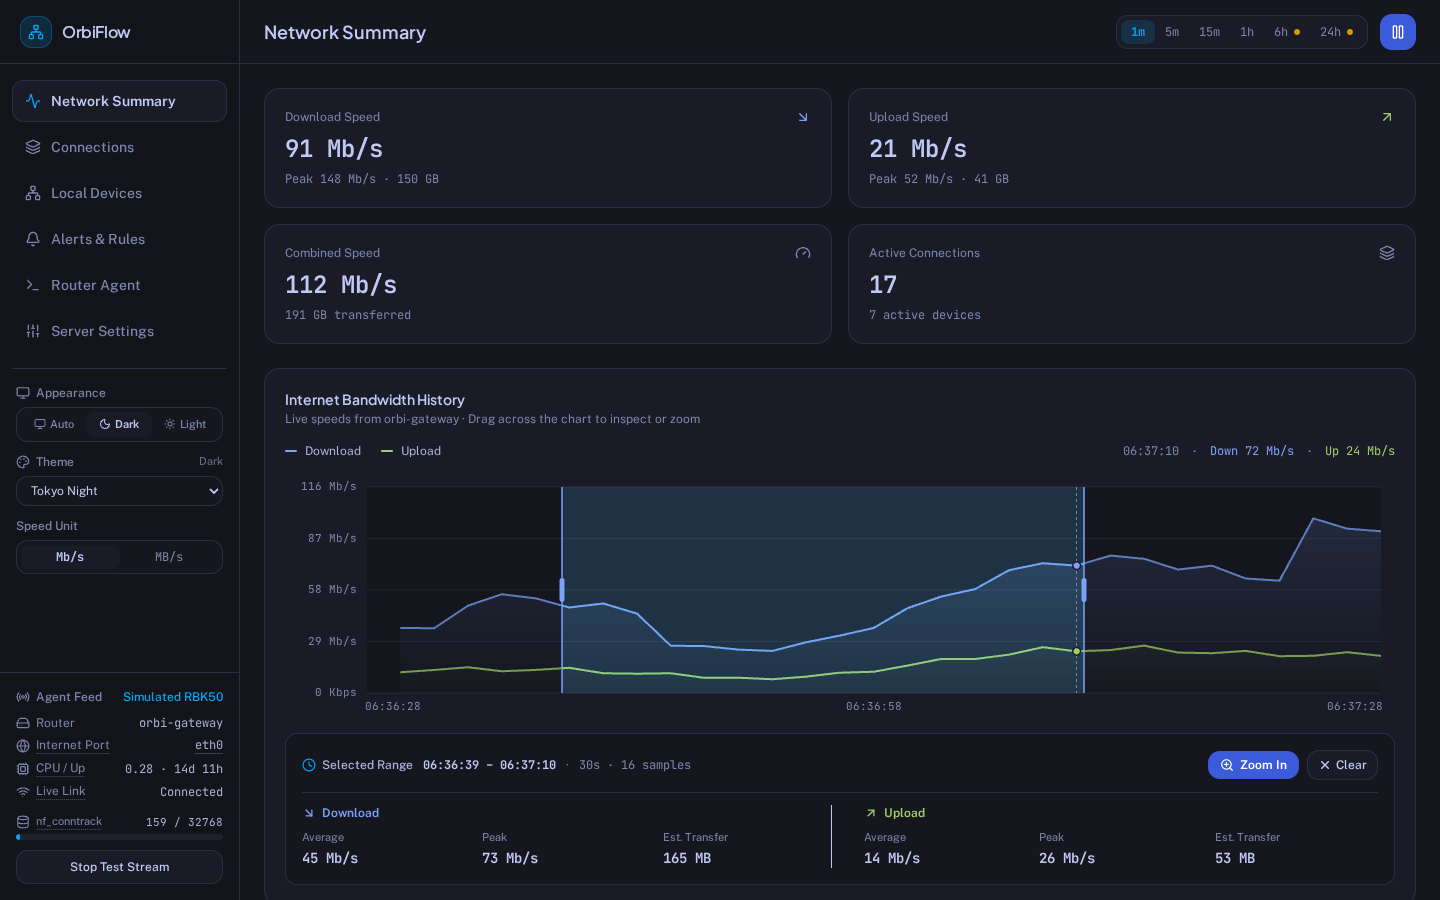 OrbiFlow
Network Summary
Connections
Local Devices
Alerts & Rules
Router Agent
Server Settings
Appearance
Auto Dark Light
Theme Dark
Tokyo Night
Speed Unit
Mb/s MB/s
Agent Feed Simulated RBK50
Router orbi-gateway
Internet Port eth0
CPU / Up 0.28 · 14d 11h
Live Link Connected
nf_conntrack 159 / 32768
Stop Test Stream
Network Summary
1m 5m 15m 1h 6h 24h
Download Speed
91 Mb/s
Peak 148 Mb/s · 150 GB
Upload Speed
21 Mb/s
Peak 52 Mb/s · 41 GB
Combined Speed
112 Mb/s
191 GB transferred
Active Connections
17
7 active devices
Internet Bandwidth History
Live speeds from orbi-gateway · Drag across the chart to inspect or zoom
Download Upload
06:37:10 · Down 72 Mb/s · Up 24 Mb/s
116 Mb/s
87 Mb/s
58 Mb/s
29 Mb/s
0 Kbps
06:36:28 06:36:58 06:37:28
Selected Range 06:36:39 – 06:37:10 · 30s · 16 samples
Zoom In Clear
Download
Average Peak Est. Transfer
45 Mb/s 73 Mb/s 165 MB
Upload
Average Peak Est. Transfer
14 Mb/s 26 Mb/s 53 MB